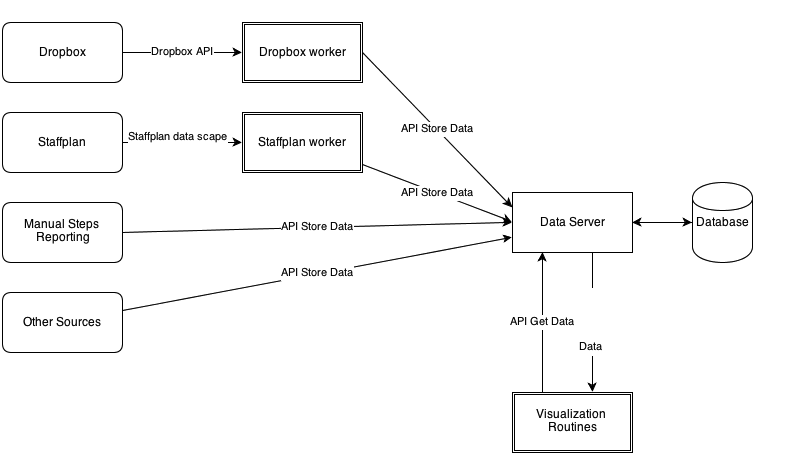 Dropbox
Dropbox API
Dropbox worker
API Store Data
Staffplan
Staffplan data scape
Staffplan worker
API Store Data
Manual Steps
Reporting
API Store Data
Data Server
Database
API Store Data
Other Sources
API Get Data
Data
Visualization
Routines